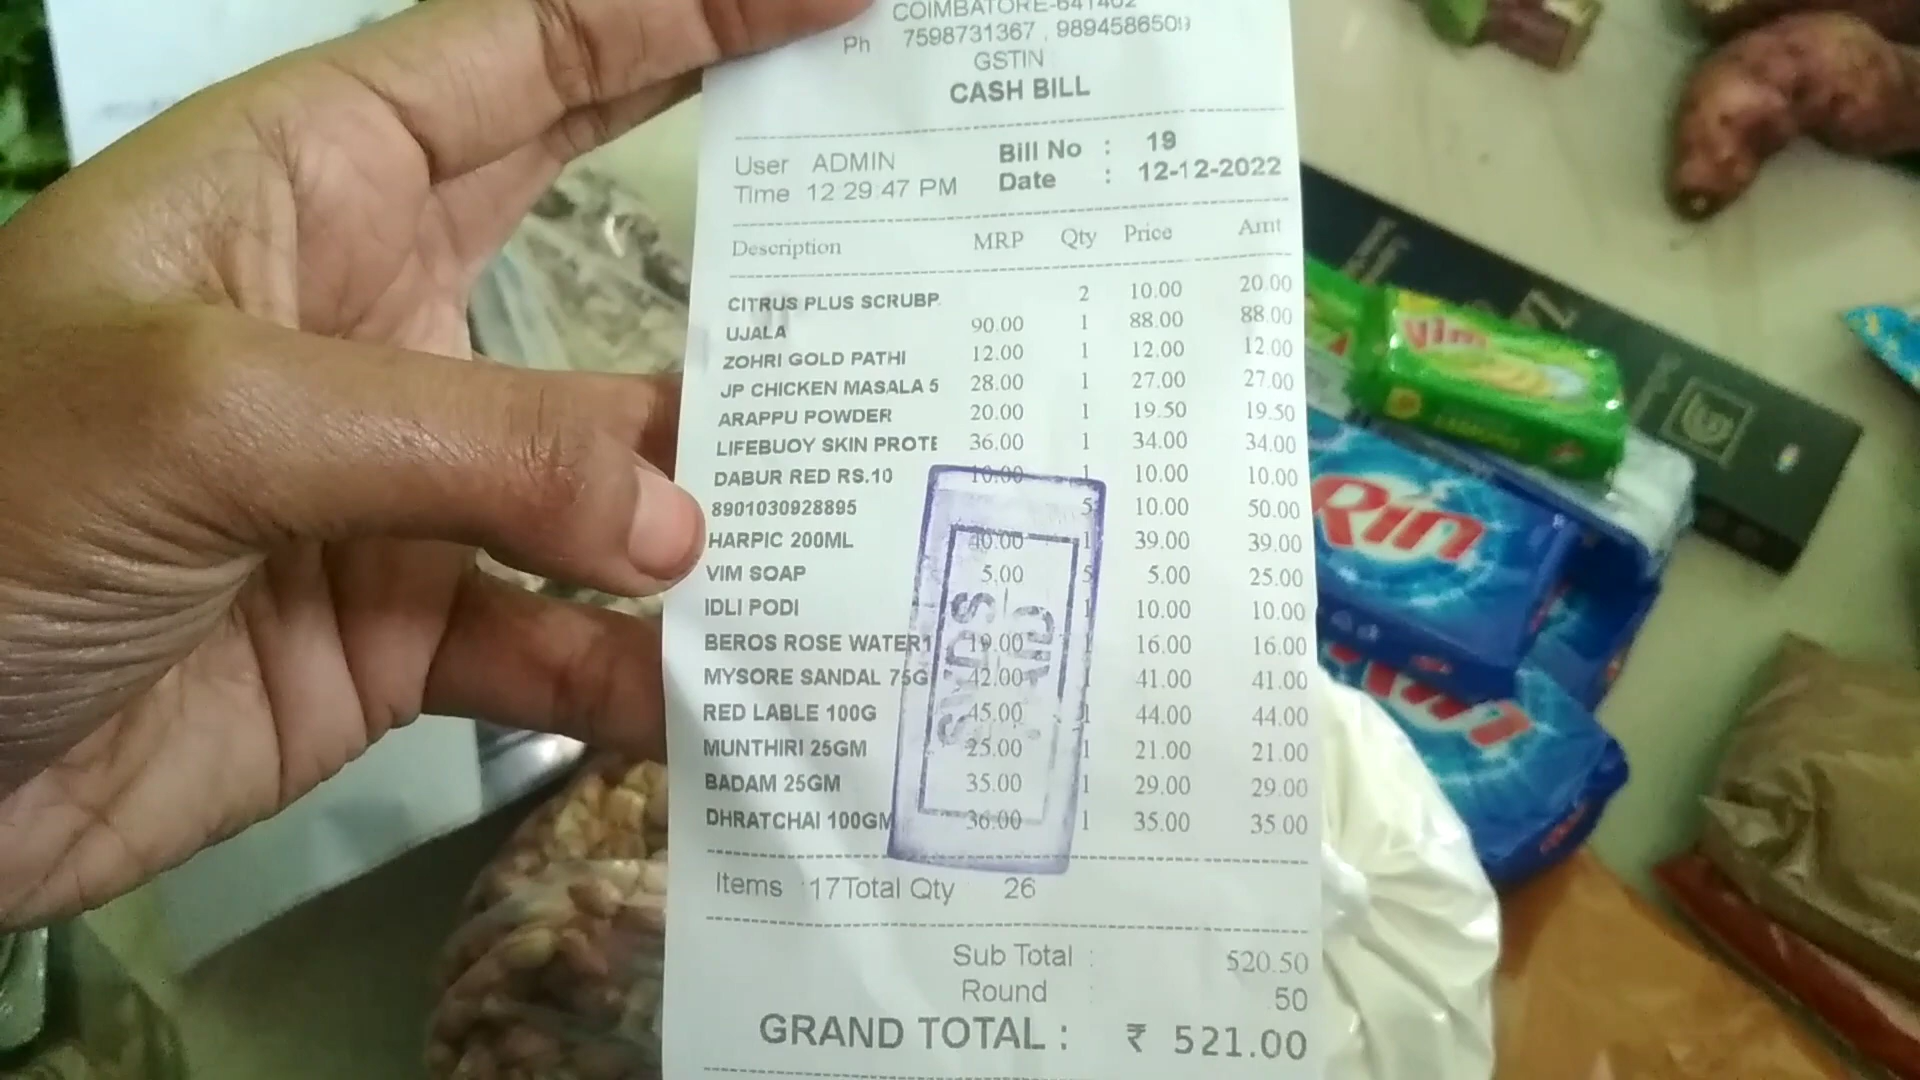 COIMBATORE-641402
Ph 7598731367 , 9894586509
GSTIN
CASH BILL
User ADMIN Bill No : 19
Time 12:29:47 PM Date : 12-12-2022
Description MRP Qty Price Amt
CITRUS PLUS SCRUBP 2 10.00 20.00
UJALA 90.00 1 88.00 88.00
ZOHRI GOLD PATHI 12.00 1 12.00 12.00
JP CHICKEN MASALA 5 28.00 1 27.00 27.00
ARAPPU POWDER 20.00 1 19.50 19.50
LIFEBUOY SKIN PROTE 36.00 1 34.00 34.00
DABUR RED RS.10 10.00 1 10.00 10.00
8901030928895 5 10.00 50.00
HARPIC 200ML 40.00 1 39.00 39.00
VIM SOAP 5.00 5 5.00 25.00
IDLI PODI 1 10.00 10.00
BEROS ROSE WATER1 19.00 1 16.00 16.00
MYSORE SANDAL 75G 42.00 1 41.00 41.00
RED LABLE 100G 45.00 1 44.00 44.00
MUNTHIRI 25GM 25.00 1 21.00 21.00
BADAM 25GM 35.00 1 29.00 29.00
DHRATCHAI 100GM 36.00 1 35.00 35.00
Items : 17 Total Qty 26
Sub Total : 520.50
Round .50
GRAND TOTAL : ₹ 521.00
Vim
Rin